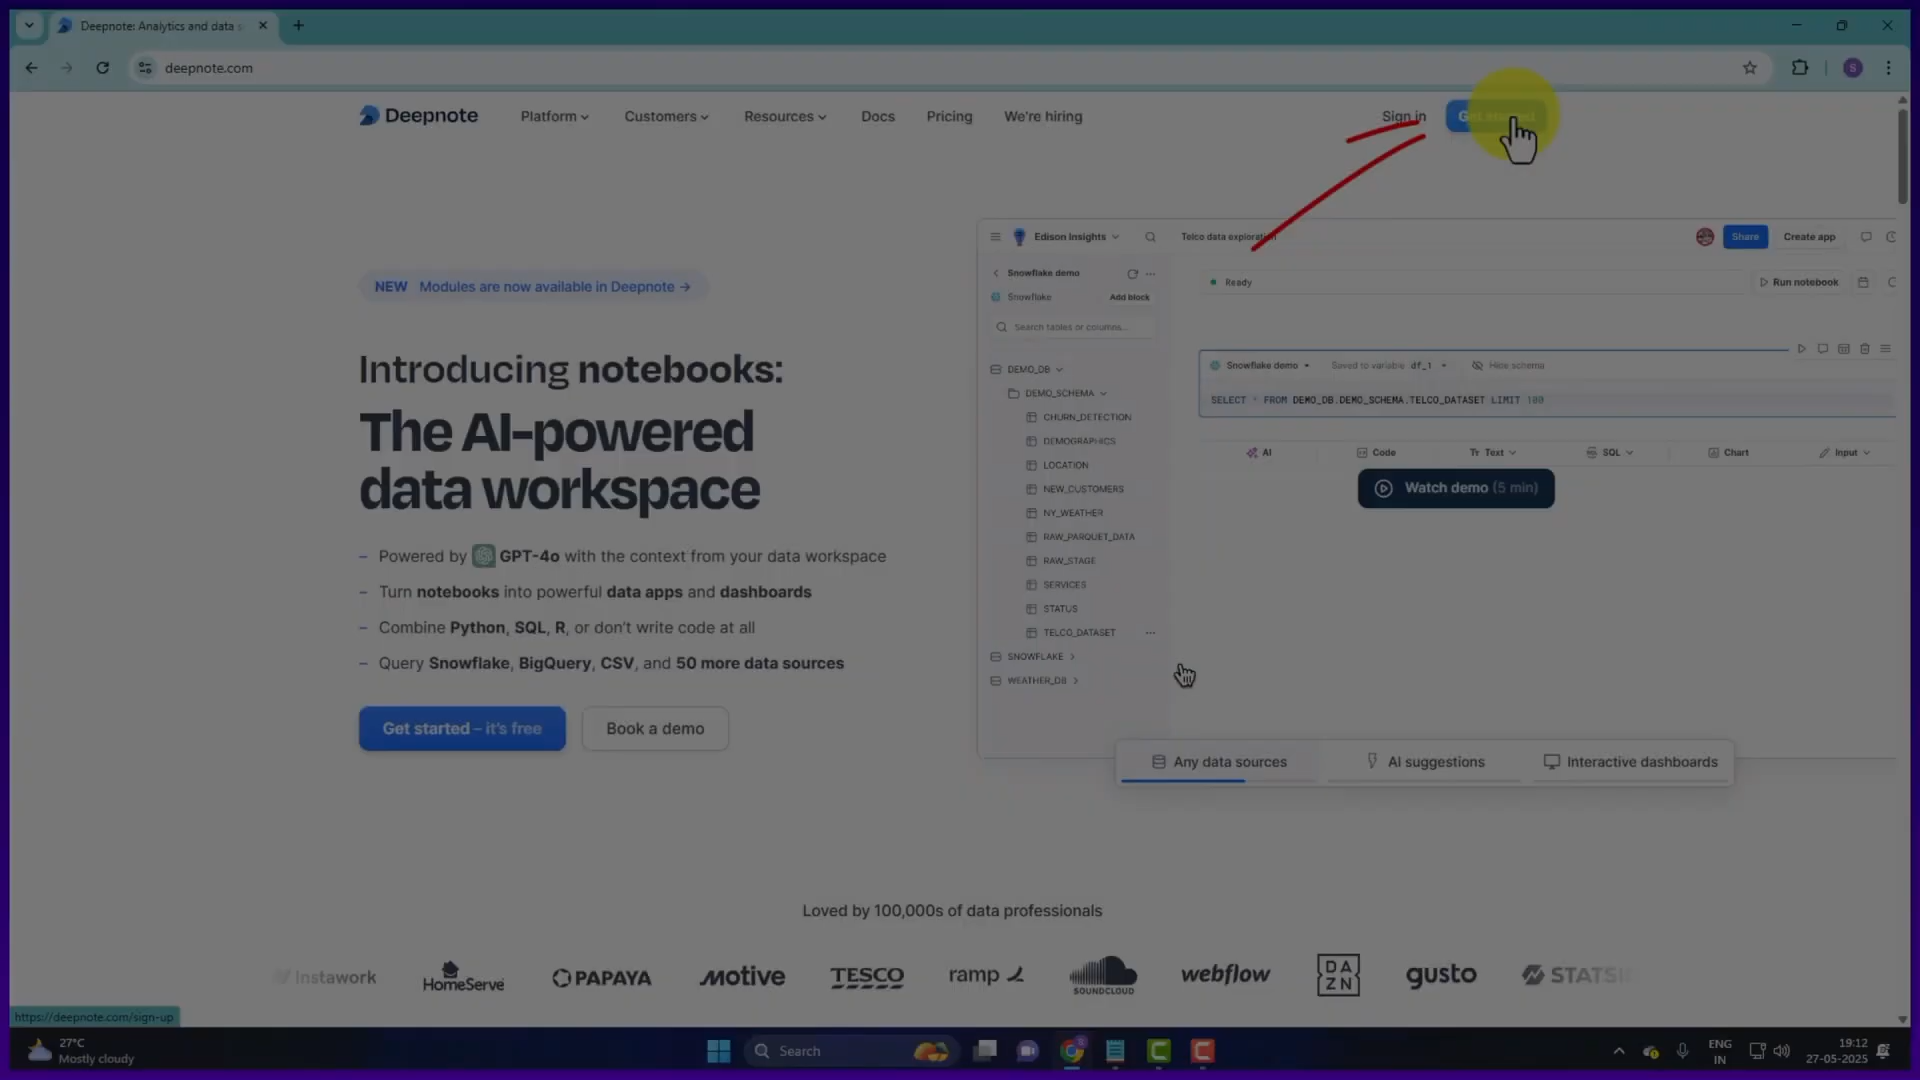 Deepnote: Analytics and data s
deepnote.com
S
Deepnote
Platform
Customers
Resources
Docs
Pricing
We're hiring
Sign in
Get started
NEW Modules are now available in Deepnote →
Introducing notebooks:
The AI-powered
data workspace
– Powered by GPT-4o with the context from your data workspace
– Turn notebooks into powerful data apps and dashboards
– Combine Python, SQL, R, or don't write code at all
– Query Snowflake, BigQuery, CSV, and 50 more data sources
Get started – it's free
Book a demo
Edison Insights
Telco data exploration
Share
Create app
Snowflake demo
Snowflake
Add block
Search tables or columns...
DEMO_DB
DEMO_SCHEMA
CHURN_DETECTION
DEMOGRAPHICS
LOCATION
NEW_CUSTOMERS
NY_WEATHER
RAW_PARQUET_DATA
RAW_STAGE
SERVICES
STATUS
TELCO_DATASET
SNOWFLAKE
WEATHER_DB
Ready
Run notebook
Snowflake demo
Saved to variable df_1
Hide schema
SELECT * FROM DEMO_DB.DEMO_SCHEMA.TELCO_DATASET LIMIT 100
AI
Code
Tr Text
SQL
Chart
Input
Watch demo (5 min)
Any data sources
AI suggestions
Interactive dashboards
Loved by 100,000s of data professionals
Instawork
HomeServe
PAPAYA
Motive
TESCO
ramp
SOUNDCLOUD
webflow
DA
ZN
gusto
STATSI
https://deepnote.com/sign-up
27°C
Mostly cloudy
Search
ENG
IN
19:12
27-05-2025